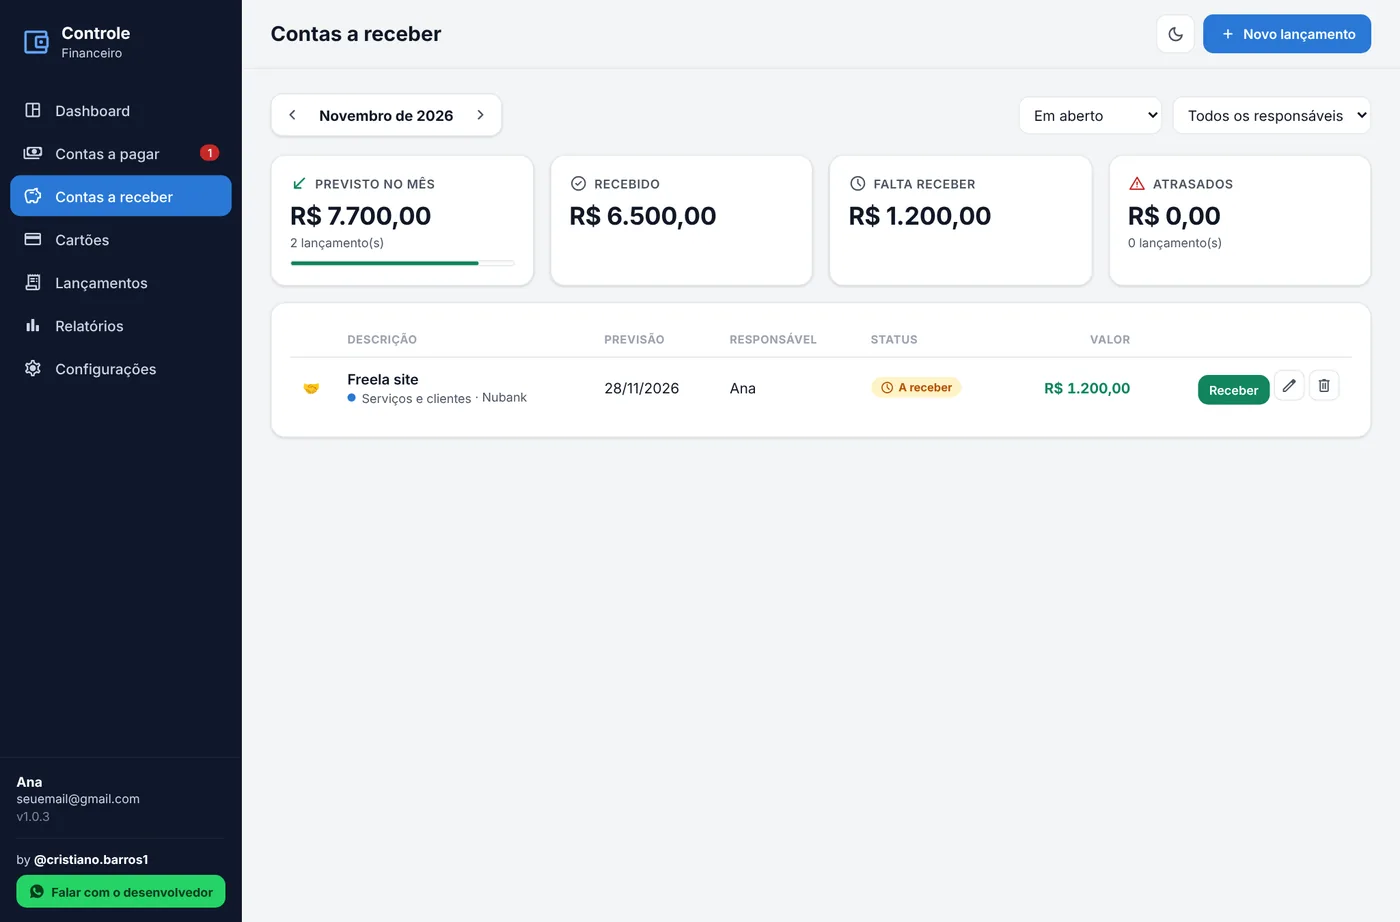 Controle
Financeiro
Dashboard
Contas a pagar 1
Contas a receber
Cartões
Lançamentos
Relatórios
Configurações
Ana
seuemail@gmail.com
v1.0.3
by @cristiano.barros1
Falar com o desenvolvedor
Contas a receber
+ Novo lançamento
Novembro de 2026
Em aberto
Todos os responsáveis
PREVISTO NO MÊS
R$ 7.700,00
2 lançamento(s)
RECEBIDO
R$ 6.500,00
FALTA RECEBER
R$ 1.200,00
ATRASADOS
R$ 0,00
0 lançamento(s)
DESCRIÇÃO PREVISÃO RESPONSÁVEL STATUS VALOR
Freela site
Serviços e clientes · Nubank
28/11/2026 Ana A receber R$ 1.200,00 Receber